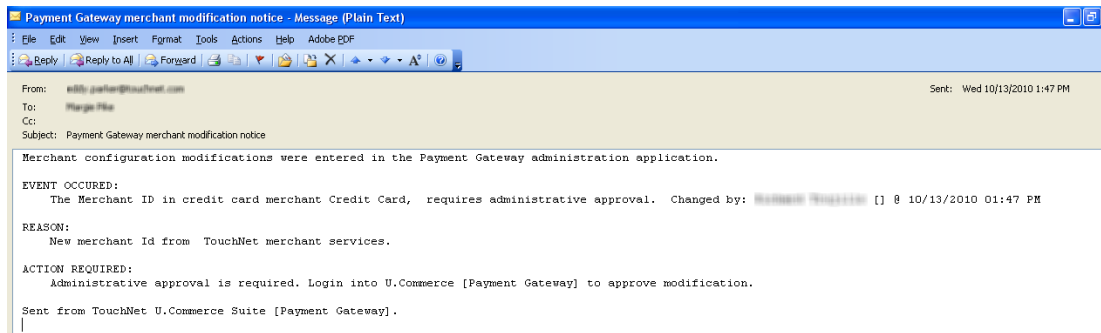 Payment Gateway merchant modification notice - Message (Plain Text)
File Edit View Insert Format Tools Actions Help Adobe PDF
Reply Reply to All Forward
From: Sent: Wed 10/13/2010 1:47 PM
To:
Cc:
Subject: Payment Gateway merchant modification notice
Merchant configuration modifications were entered in the Payment Gateway administration application.
EVENT OCCURED:
The Merchant ID in credit card merchant Credit Card, requires administrative approval. Changed by: [] @ 10/13/2010 01:47 PM
REASON:
New merchant Id from TouchNet merchant services.
ACTION REQUIRED:
Administrative approval is required. Login into U.Commerce [Payment Gateway] to approve modification.
Sent from TouchNet U.Commerce Suite [Payment Gateway].